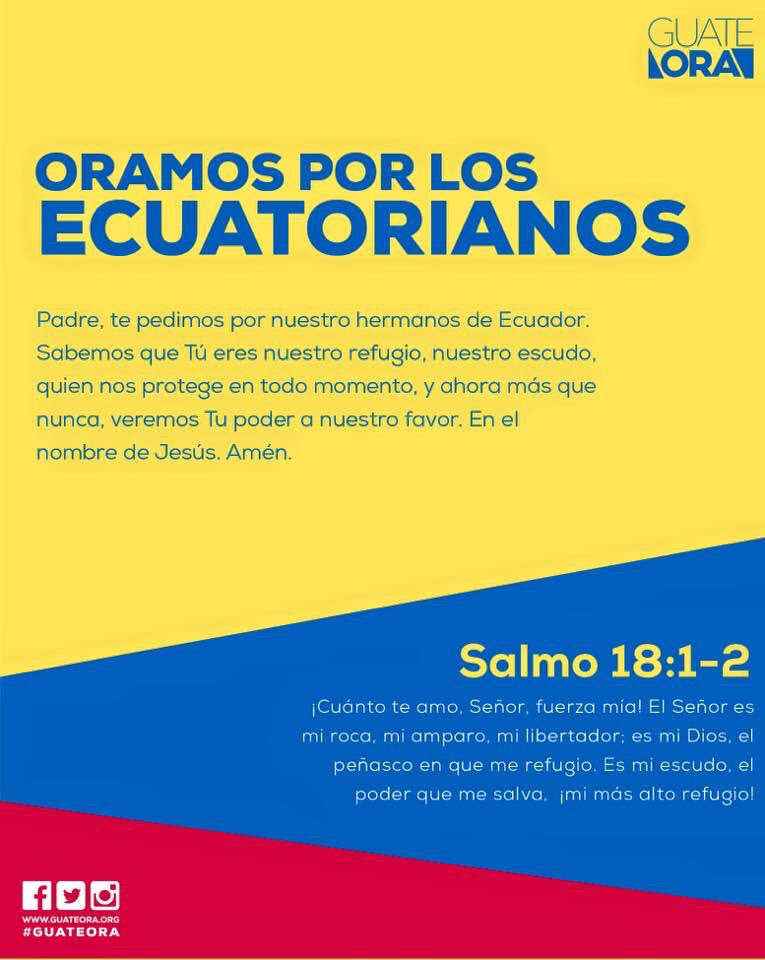 GUATE
ORA
ORAMOS POR LOS
ECUATORIANOS
Padre, te pedimos por nuestro hermanos de Ecuador.
Sabemos que Tú eres nuestro refugio, nuestro escudo,
quien nos protege en todo momento, y ahora más que
nunca, veremos Tu poder a nuestro favor. En el
nombre de Jesús. Amén.
Salmo 18:1-2
¡Cuánto te amo, Señor, fuerza mía! El Señor es
mi roca, mi amparo, mi libertador; es mi Dios, el
peñasco en que me refugio. Es mi escudo, el
poder que me salva, ¡mi más alto refugio!
WWW.GUATEORA.ORG
#GUATEORA